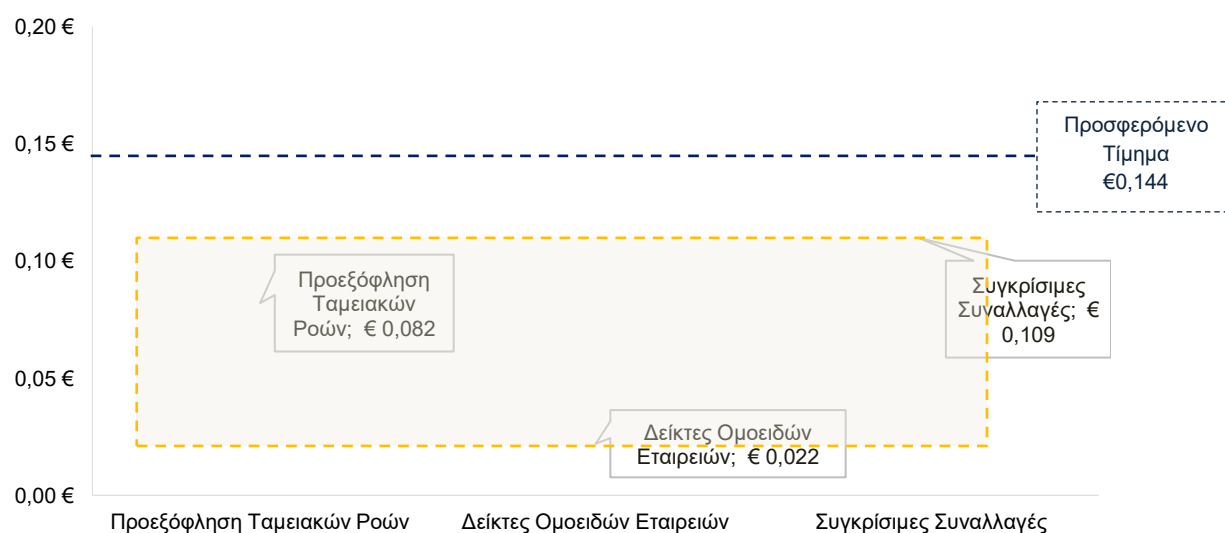 0,20 €
0,15 €
Προσφερόμενο
Τίμημα
€0,144
0,10 €
Προεξόφληση
Ταμειακών
Ροών;  € 0,082
Συγκρίσιμες
Συναλλαγές;  €
0,109
0,05 €
Δείκτες Ομοειδών
Εταιρειών;  € 0,022
0,00 €
Προεξόφληση Ταμειακών Ροών
Δείκτες Ομοειδών Εταιρειών
Συγκρίσιμες Συναλλαγές